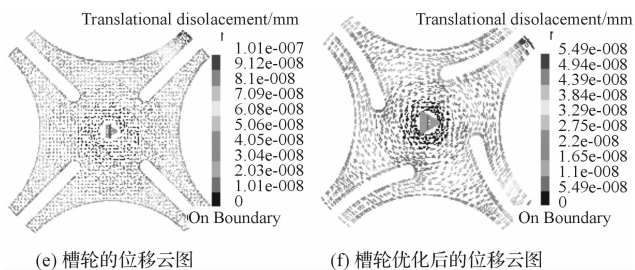 Translational disolacement/mm
1.01e-007
9.12e-008
8.1e-008
7.09e-008
6.08e-008
5.06e-008
4.05e-008
3.04e-008
2.03e-008
1.01e-008
0
On Boundary
(e) 槽轮的位移云图
Translational disolacement/mm
5.49e-008
4.94e-008
4.39e-008
3.84e-008
3.29e-008
2.75e-008
2.2e-008
1.65e-008
1.1e-008
5.49e-008
0
On Boundary
(f) 槽轮优化后的位移云图